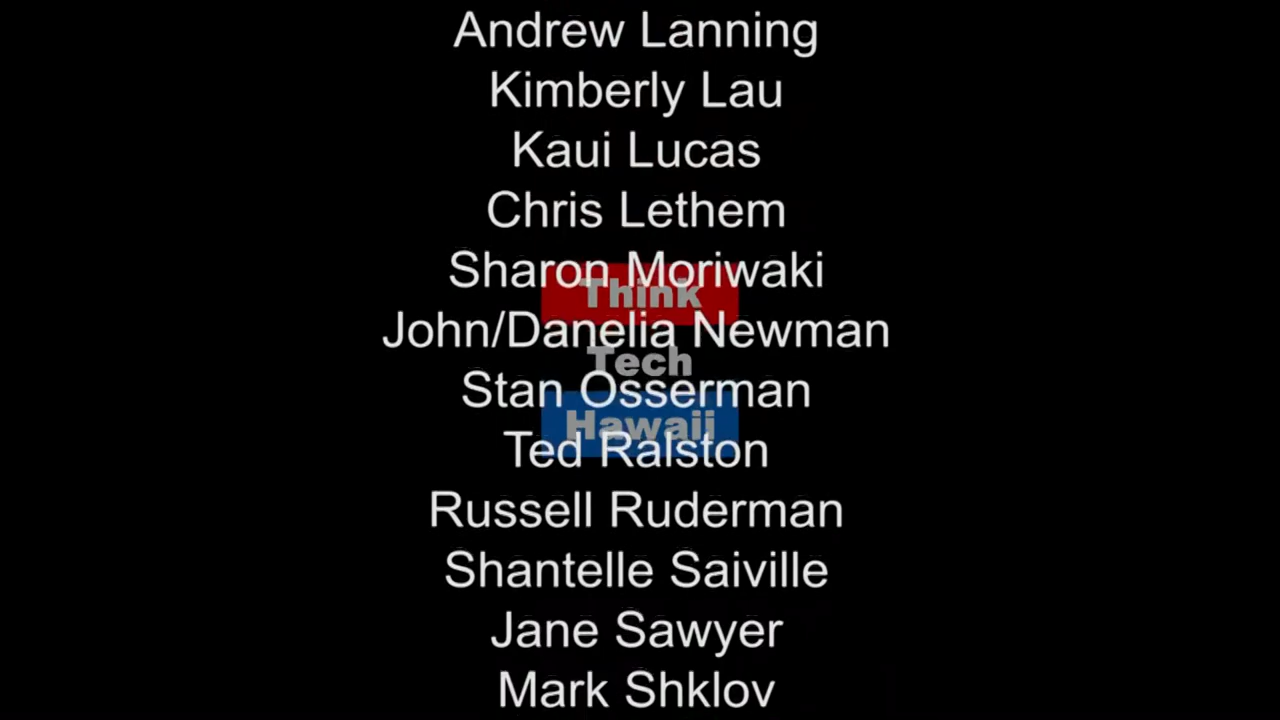 Andrew Lanning
Kimberly Lau
Kaui Lucas
Chris Lethem
Sharon Moriwaki
Think
John/Danelia Newman
Tech
Stan Osserman
Hawaii
Ted Ralston
Russell Ruderman
Shantelle Saiville
Jane Sawyer
Mark Shklov